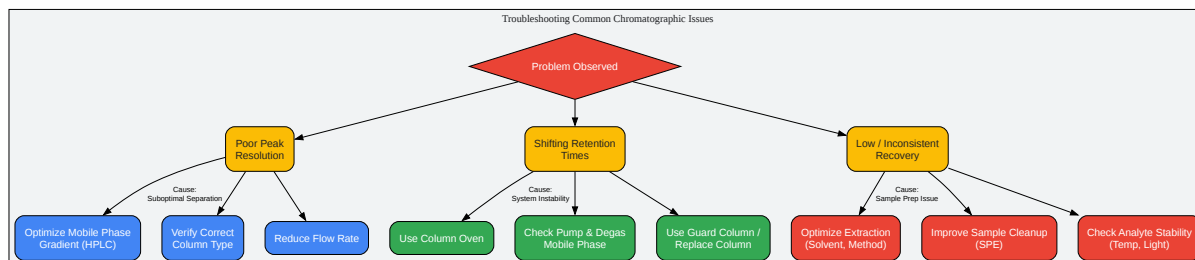 Troubleshooting Common Chromatographic Issues
Problem Observed
Poor Peak
Resolution
Shifting Retention
Times
Low / Inconsistent
Recovery
Cause:
Suboptimal Separation
Cause:
System Instability
Cause:
Sample Prep Issue
Optimize Mobile Phase
Gradient (HPLC)
Verify Correct
Column Type
Reduce Flow Rate
Use Column Oven
Check Pump & Degas
Mobile Phase
Use Guard Column /
Replace Column
Optimize Extraction
(Solvent, Method)
Improve Sample Cleanup
(SPE)
Check Analyte Stability
(Temp, Light)